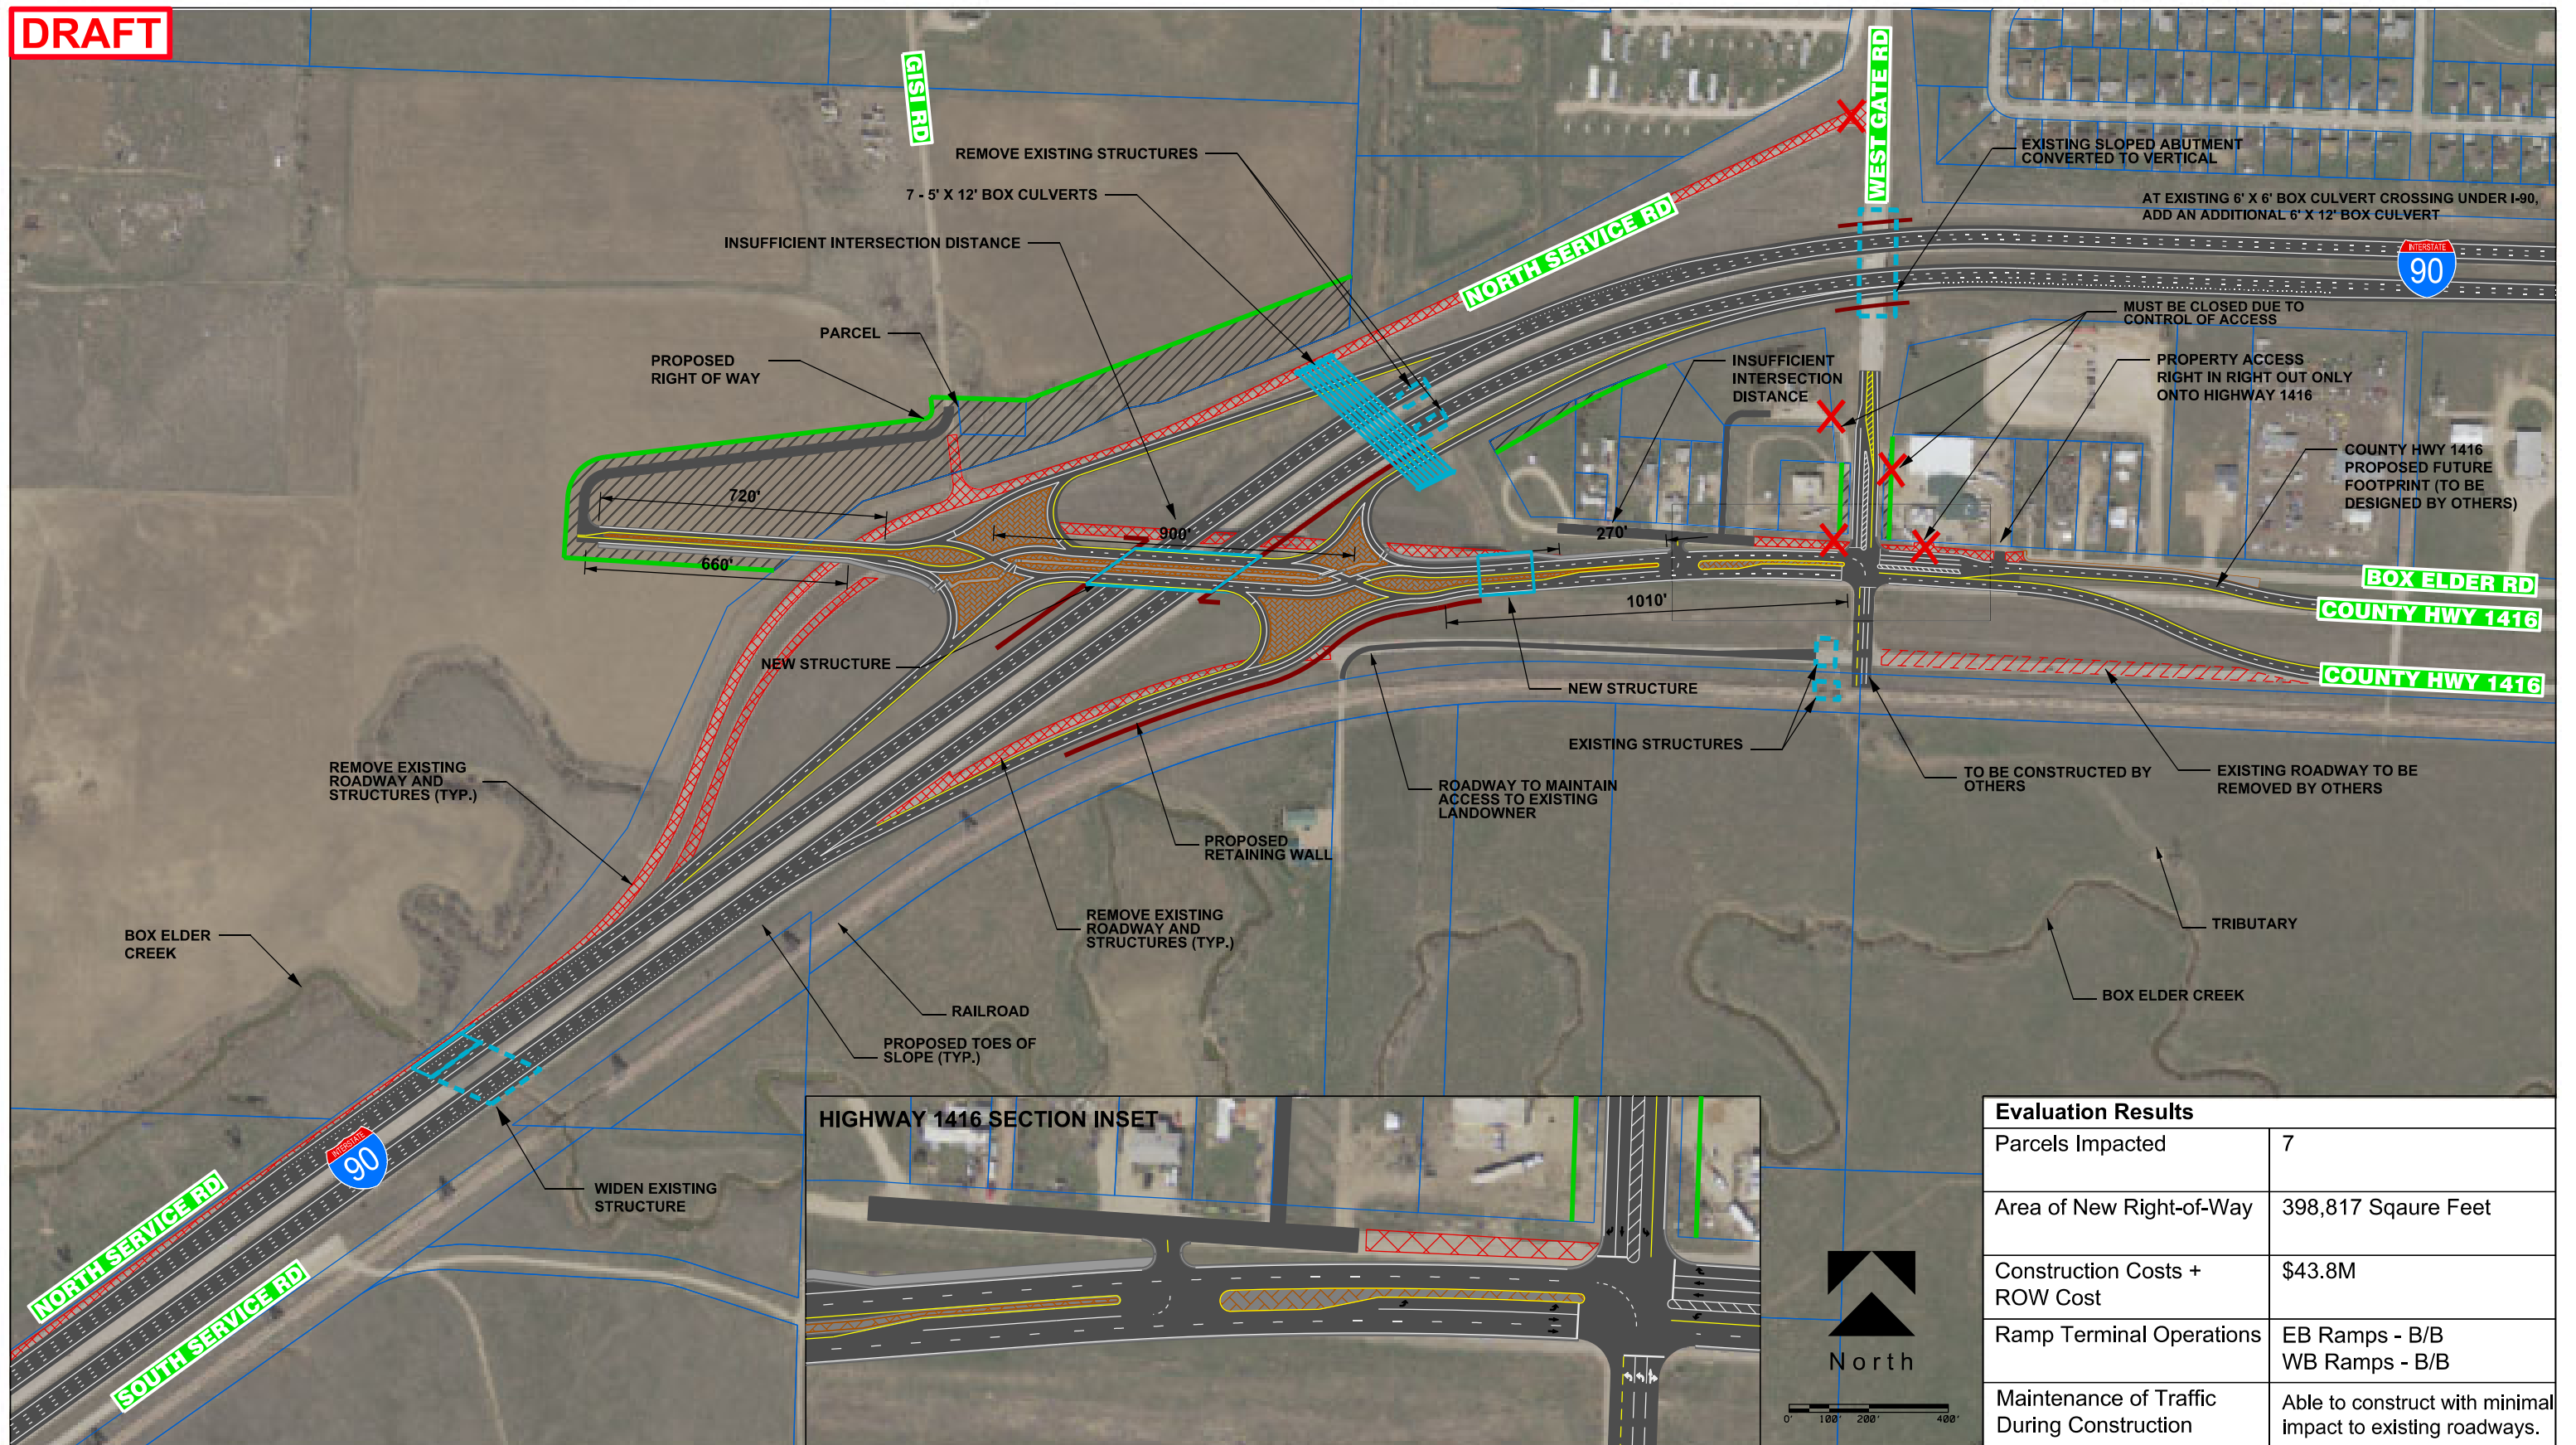 DRAFT
GISI RD
WEST GATE RD
REMOVE EXISTING STRUCTURES
7 - 5' X 12' BOX CULVERTS
INSUFFICIENT INTERSECTION DISTANCE
PARCEL
PROPOSED
RIGHT OF WAY
NORTH SERVICE RD
EXISTING SLOPED ABUTMENT
CONVERTED TO VERTICAL
AT EXISTING 6' X 6' BOX CULVERT CROSSING UNDER I-90,
ADD AN ADDITIONAL 6' X 12' BOX CULVERT
INTERSTATE
90
MUST BE CLOSED DUE TO
CONTROL OF ACCESS
INSUFFICIENT
INTERSECTION
DISTANCE
PROPERTY ACCESS
RIGHT IN RIGHT OUT ONLY
ONTO HIGHWAY 1416
COUNTY HWY 1416
PROPOSED FUTURE
FOOTPRINT (TO BE
DESIGNED BY OTHERS)
720'
900'
270'
660'
1010'
BOX ELDER RD
COUNTY HWY 1416
COUNTY HWY 1416
NEW STRUCTURE
NEW STRUCTURE
EXISTING STRUCTURES
REMOVE EXISTING
ROADWAY AND
STRUCTURES (TYP.)
ROADWAY TO MAINTAIN
ACCESS TO EXISTING
LANDOWNER
TO BE CONSTRUCTED BY
OTHERS
EXISTING ROADWAY TO BE
REMOVED BY OTHERS
PROPOSED
RETAINING WALL
REMOVE EXISTING
ROADWAY AND
STRUCTURES (TYP.)
BOX ELDER
CREEK
TRIBUTARY
BOX ELDER CREEK
RAILROAD
PROPOSED TOES OF
SLOPE (TYP.)
WIDEN EXISTING
STRUCTURE
INTERSTATE
90
NORTH SERVICE RD
SOUTH SERVICE RD
HIGHWAY 1416 SECTION INSET
North
0' 100' 200' 400'
Evaluation Results
Parcels Impacted 7
Area of New Right-of-Way 398,817 Sqaure Feet
Construction Costs + $43.8M
ROW Cost
Ramp Terminal Operations EB Ramps - B/B
WB Ramps - B/B
Maintenance of Traffic Able to construct with minimal
During Construction impact to existing roadways.